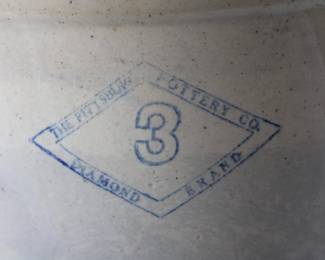 THE PITTSBURG POTTERY CO.
3
DIAMOND BRAND